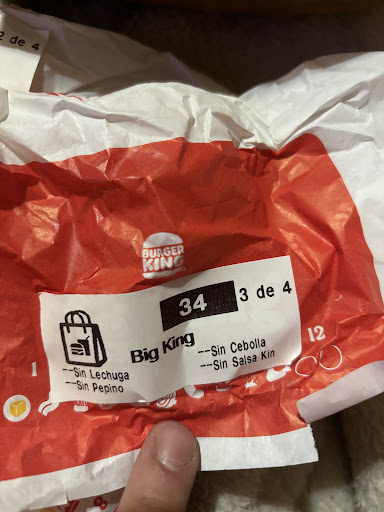 2 de 4
BURGER
KING
34 3 de 4
Big King
--Sin Lechuga --Sin Cebolla
--Sin Pepino --Sin Salsa Kin
1 12